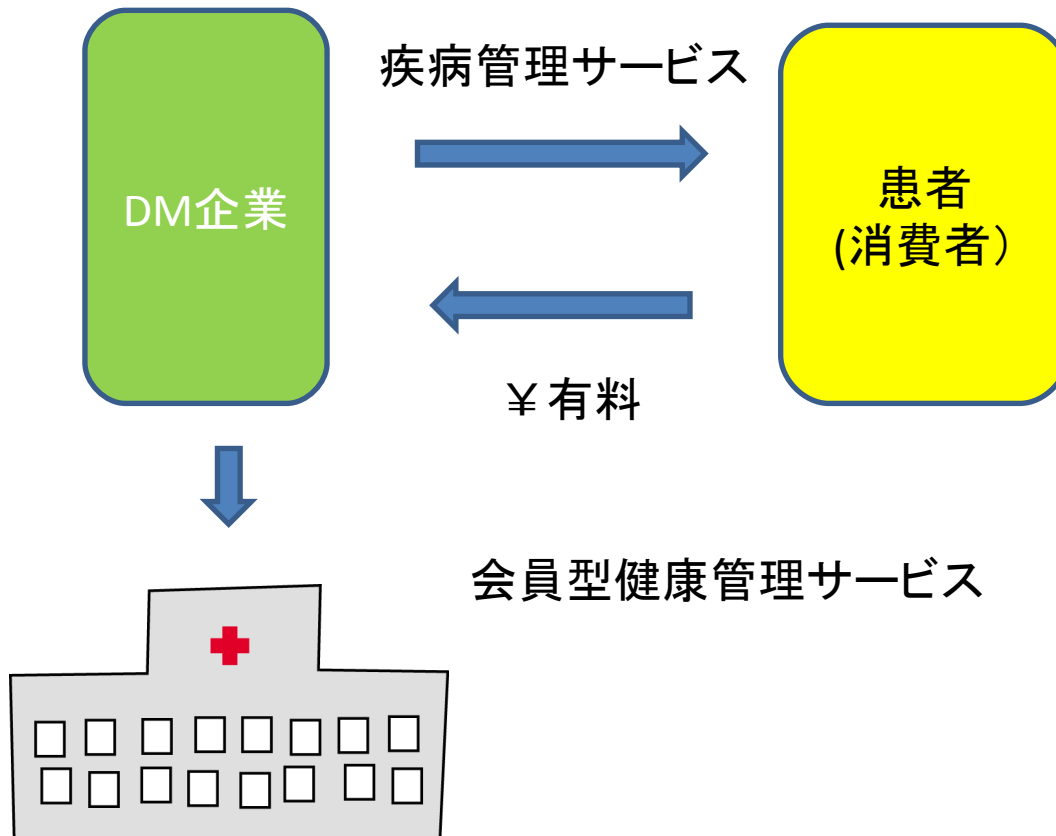 疾病管理サービス
DM企業
患者
(消費者）
￥有料
会員型健康管理サービス